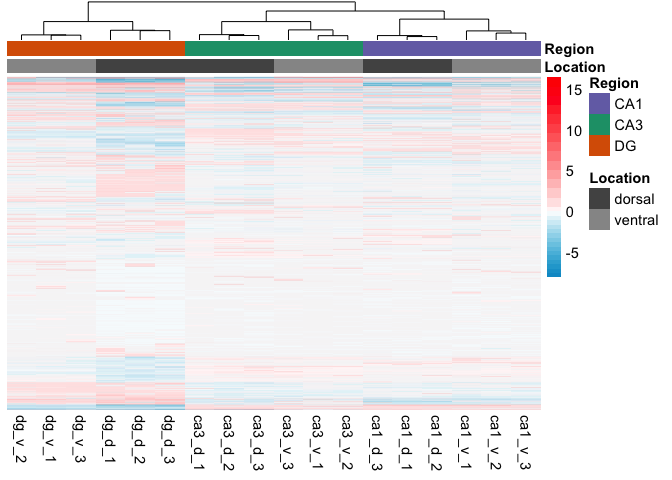 Region
Location
15
10
5
0
-5
Region
CA1
CA3
DG
Location
dorsal
ventral
dg_v_2
dg_v_1
dg_v_3
dg_d_1
dg_d_2
dg_d_3
ca3_d_1
ca3_d_2
ca3_d_3
ca3_v_3
ca3_v_1
ca3_v_2
ca1_d_3
ca1_d_1
ca1_d_2
ca1_v_1
ca1_v_2
ca1_v_3